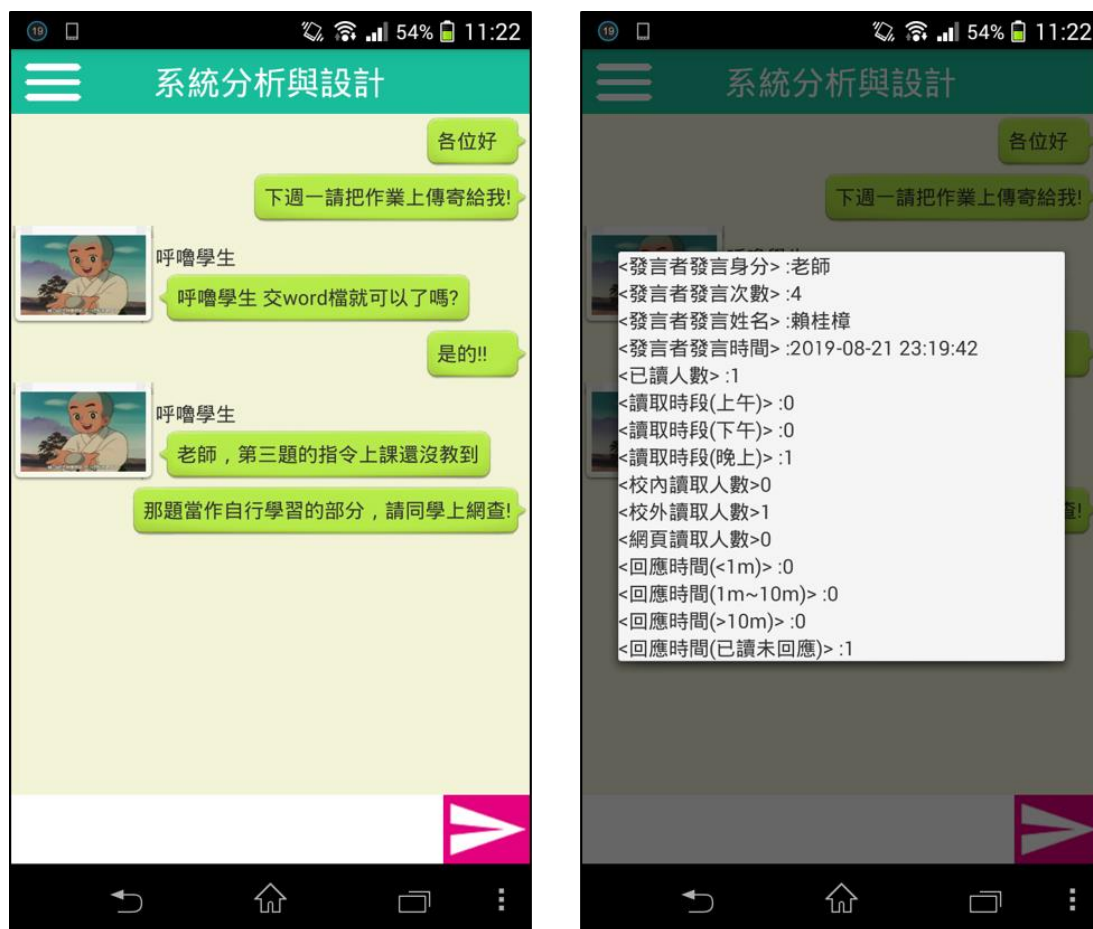 19 54% 11:22
系統分析與設計
各位好
下週一請把作業上傳寄給我!
呼嚕學生
呼嚕學生 交word檔就可以了嗎?
是的!!
呼嚕學生
老師，第三題的指令上課還沒教到
那題當作自行學習的部分，請同學上網查!
19 54% 11:22
系統分析與設計
各位好
下週一請把作業上傳寄給我!
<發言者發言身分> :老師
<發言者發言次數> :4
<發言者發言姓名> :賴桂樟
<發言者發言時間> :2019-08-21 23:19:42
<已讀人數> :1
<讀取時段(上午)> :0
<讀取時段(下午)> :0
<讀取時段(晚上)> :1
<校內讀取人數>0
<校外讀取人數>1
<網頁讀取人數>0
<回應時間(<1m)> :0
<回應時間(1m~10m)> :0
<回應時間(>10m)> :0
<回應時間(已讀未回應)> :1
查!